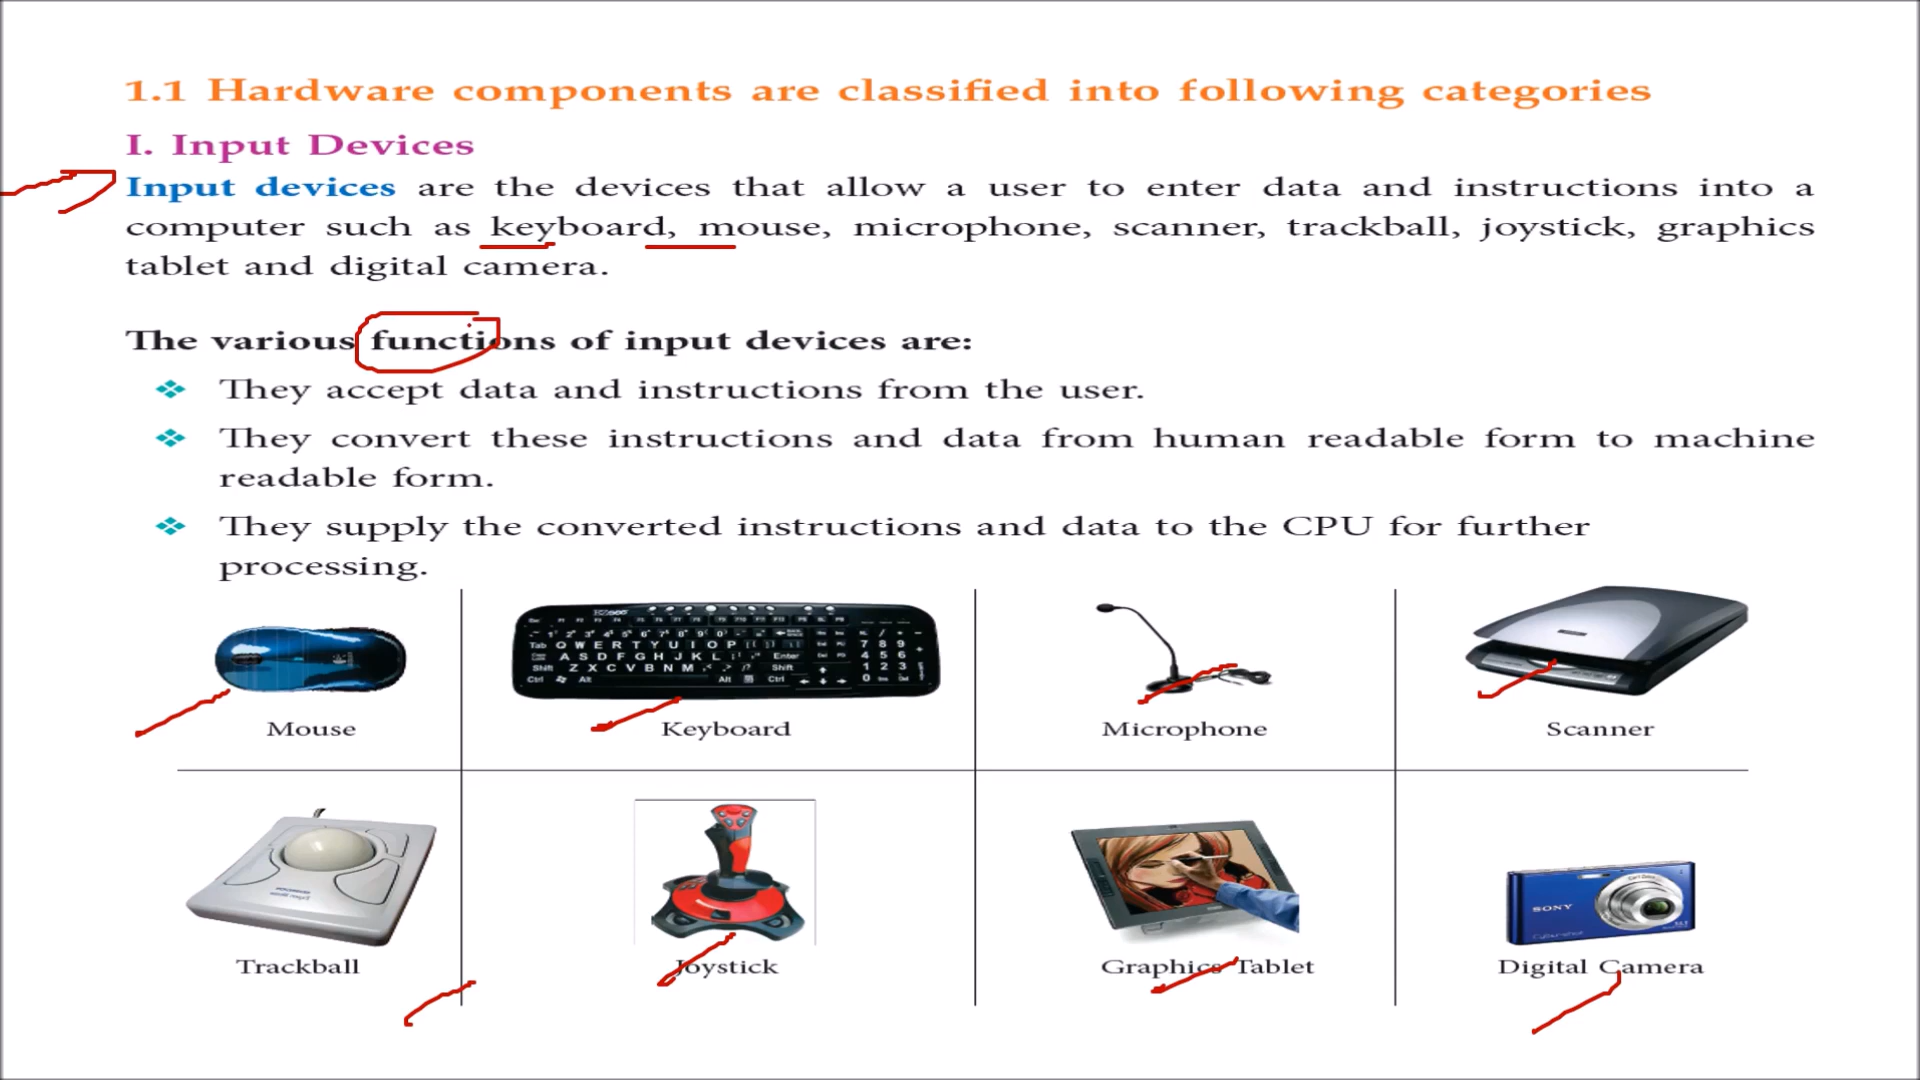 1.1 Hardware components are classified into following categories
I. Input Devices
Input devices are the devices that allow a user to enter data and instructions into a
computer such as keyboard, mouse, microphone, scanner, trackball, joystick, graphics
tablet and digital camera.
The various functions of input devices are:
They accept data and instructions from the user.
They convert these instructions and data from human readable form to machine
readable form.
They supply the converted instructions and data to the CPU for further
processing.
Mouse
Keyboard
Microphone
Scanner
SONY
Trackball
Joystick
Graphics Tablet
Digital Camera